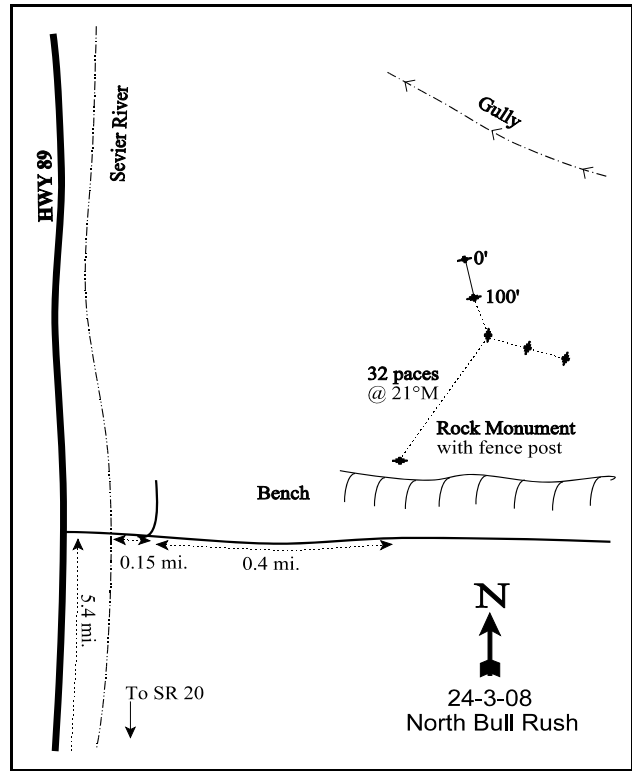 Gully
HWY 89
Sevier River
0'
100'
32 paces
@ 21°M
Rock Monument
with fence post
Bench
0.15 mi.
0.4 mi.
5.4 mi.
N
To SR 20
24-3-08
North Bull Rush